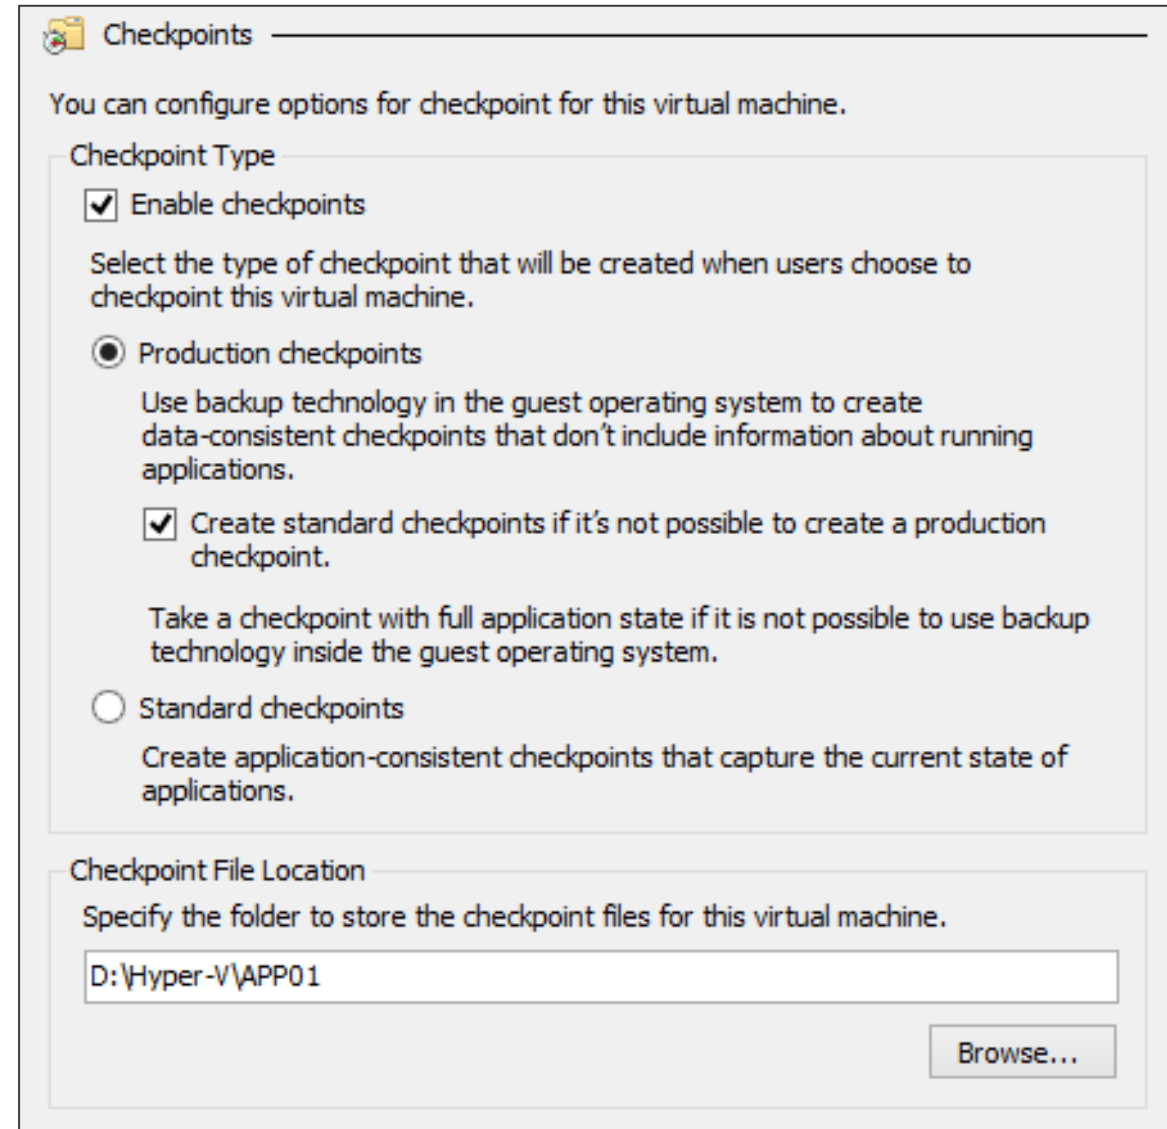 Checkpoints
You can configure options for checkpoint for this virtual machine.
Checkpoint Type
Enable checkpoints
Select the type of checkpoint that will be created when users choose to
checkpoint this virtual machine.
Production checkpoints
Use backup technology in the guest operating system to create
data-consistent checkpoints that don't include information about running
applications.
Create standard checkpoints if it's not possible to create a production
checkpoint.
Take a checkpoint with full application state if it is not possible to use backup
technology inside the guest operating system.
Standard checkpoints
Create application-consistent checkpoints that capture the current state of
applications.
Checkpoint File Location
Specify the folder to store the checkpoint files for this virtual machine.
D:\Hyper-V\APP01
Browse...